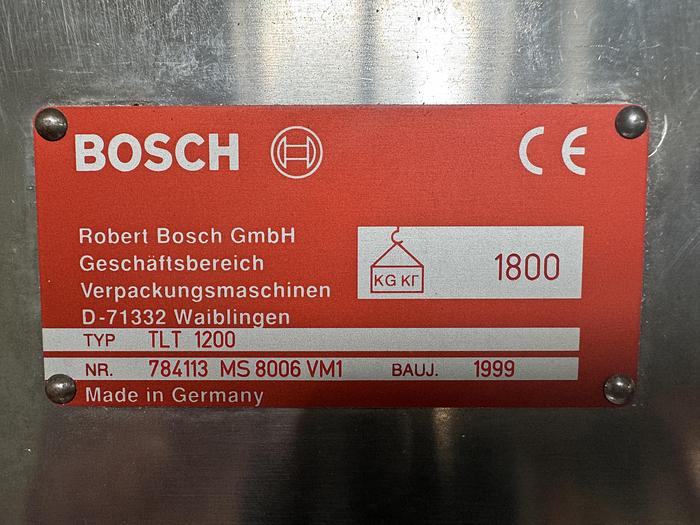 BOSCH CE
Robert Bosch GmbH
Geschäftsbereich
Verpackungsmaschinen
D-71332 Waiblingen
KG КГ 1800
TYP TLT 1200
NR. 784113 MS 8006 VM1 BAUJ. 1999
Made in Germany